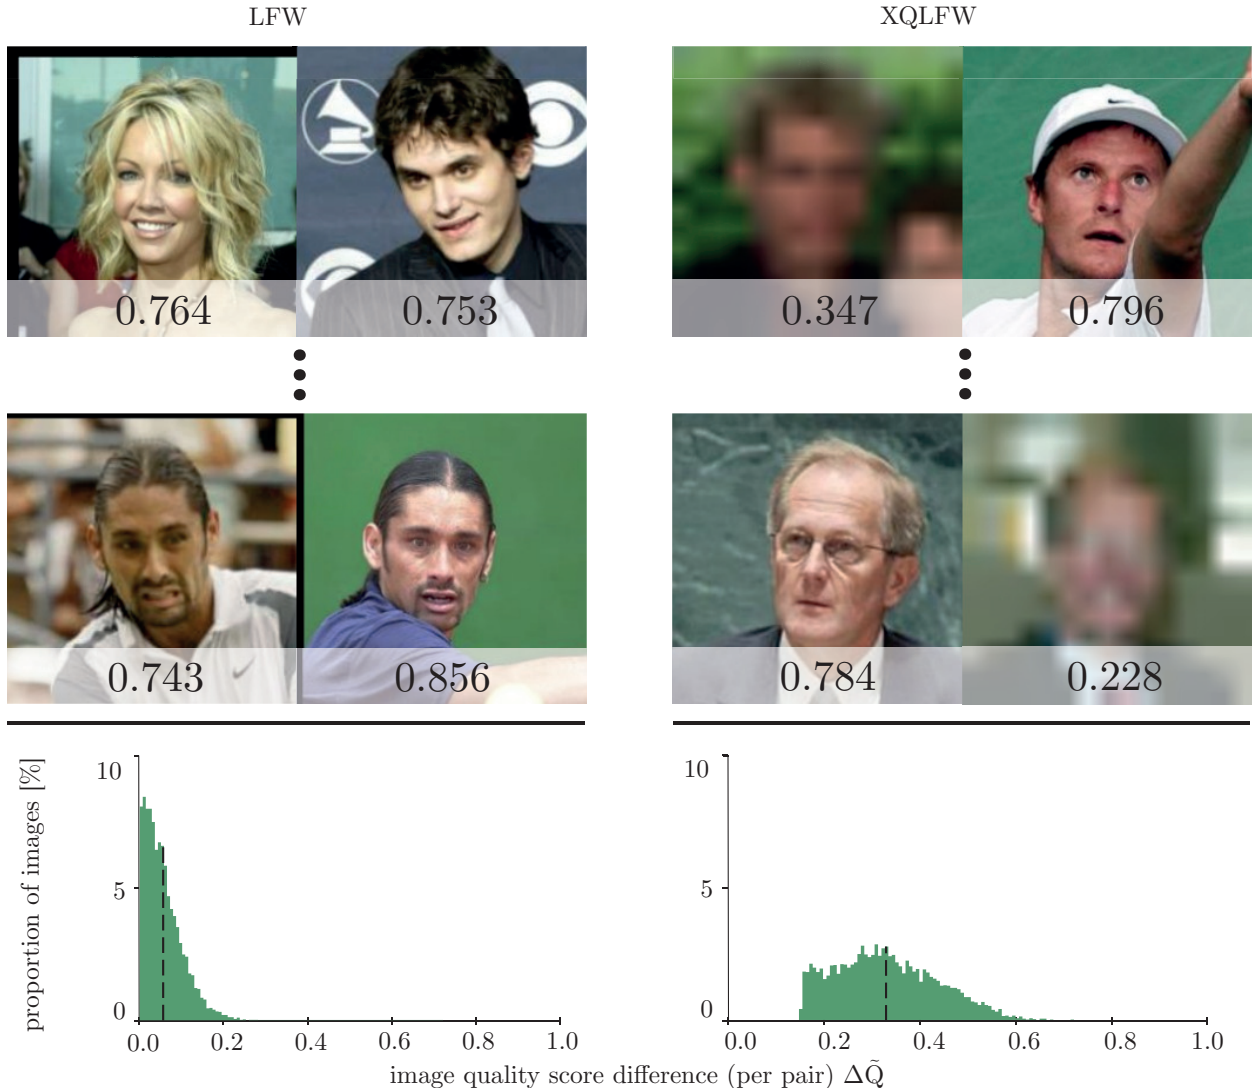 LFW XQLFW
0.764 0.753 0.347 0.796
0.743 0.856 0.784 0.228
proportion of images [%]
10 10
5 5
0 0
0.0 0.2 0.4 0.6 0.8 1.0 0.0 0.2 0.4 0.6 0.8 1.0
image quality score difference (per pair) ΔQ̃